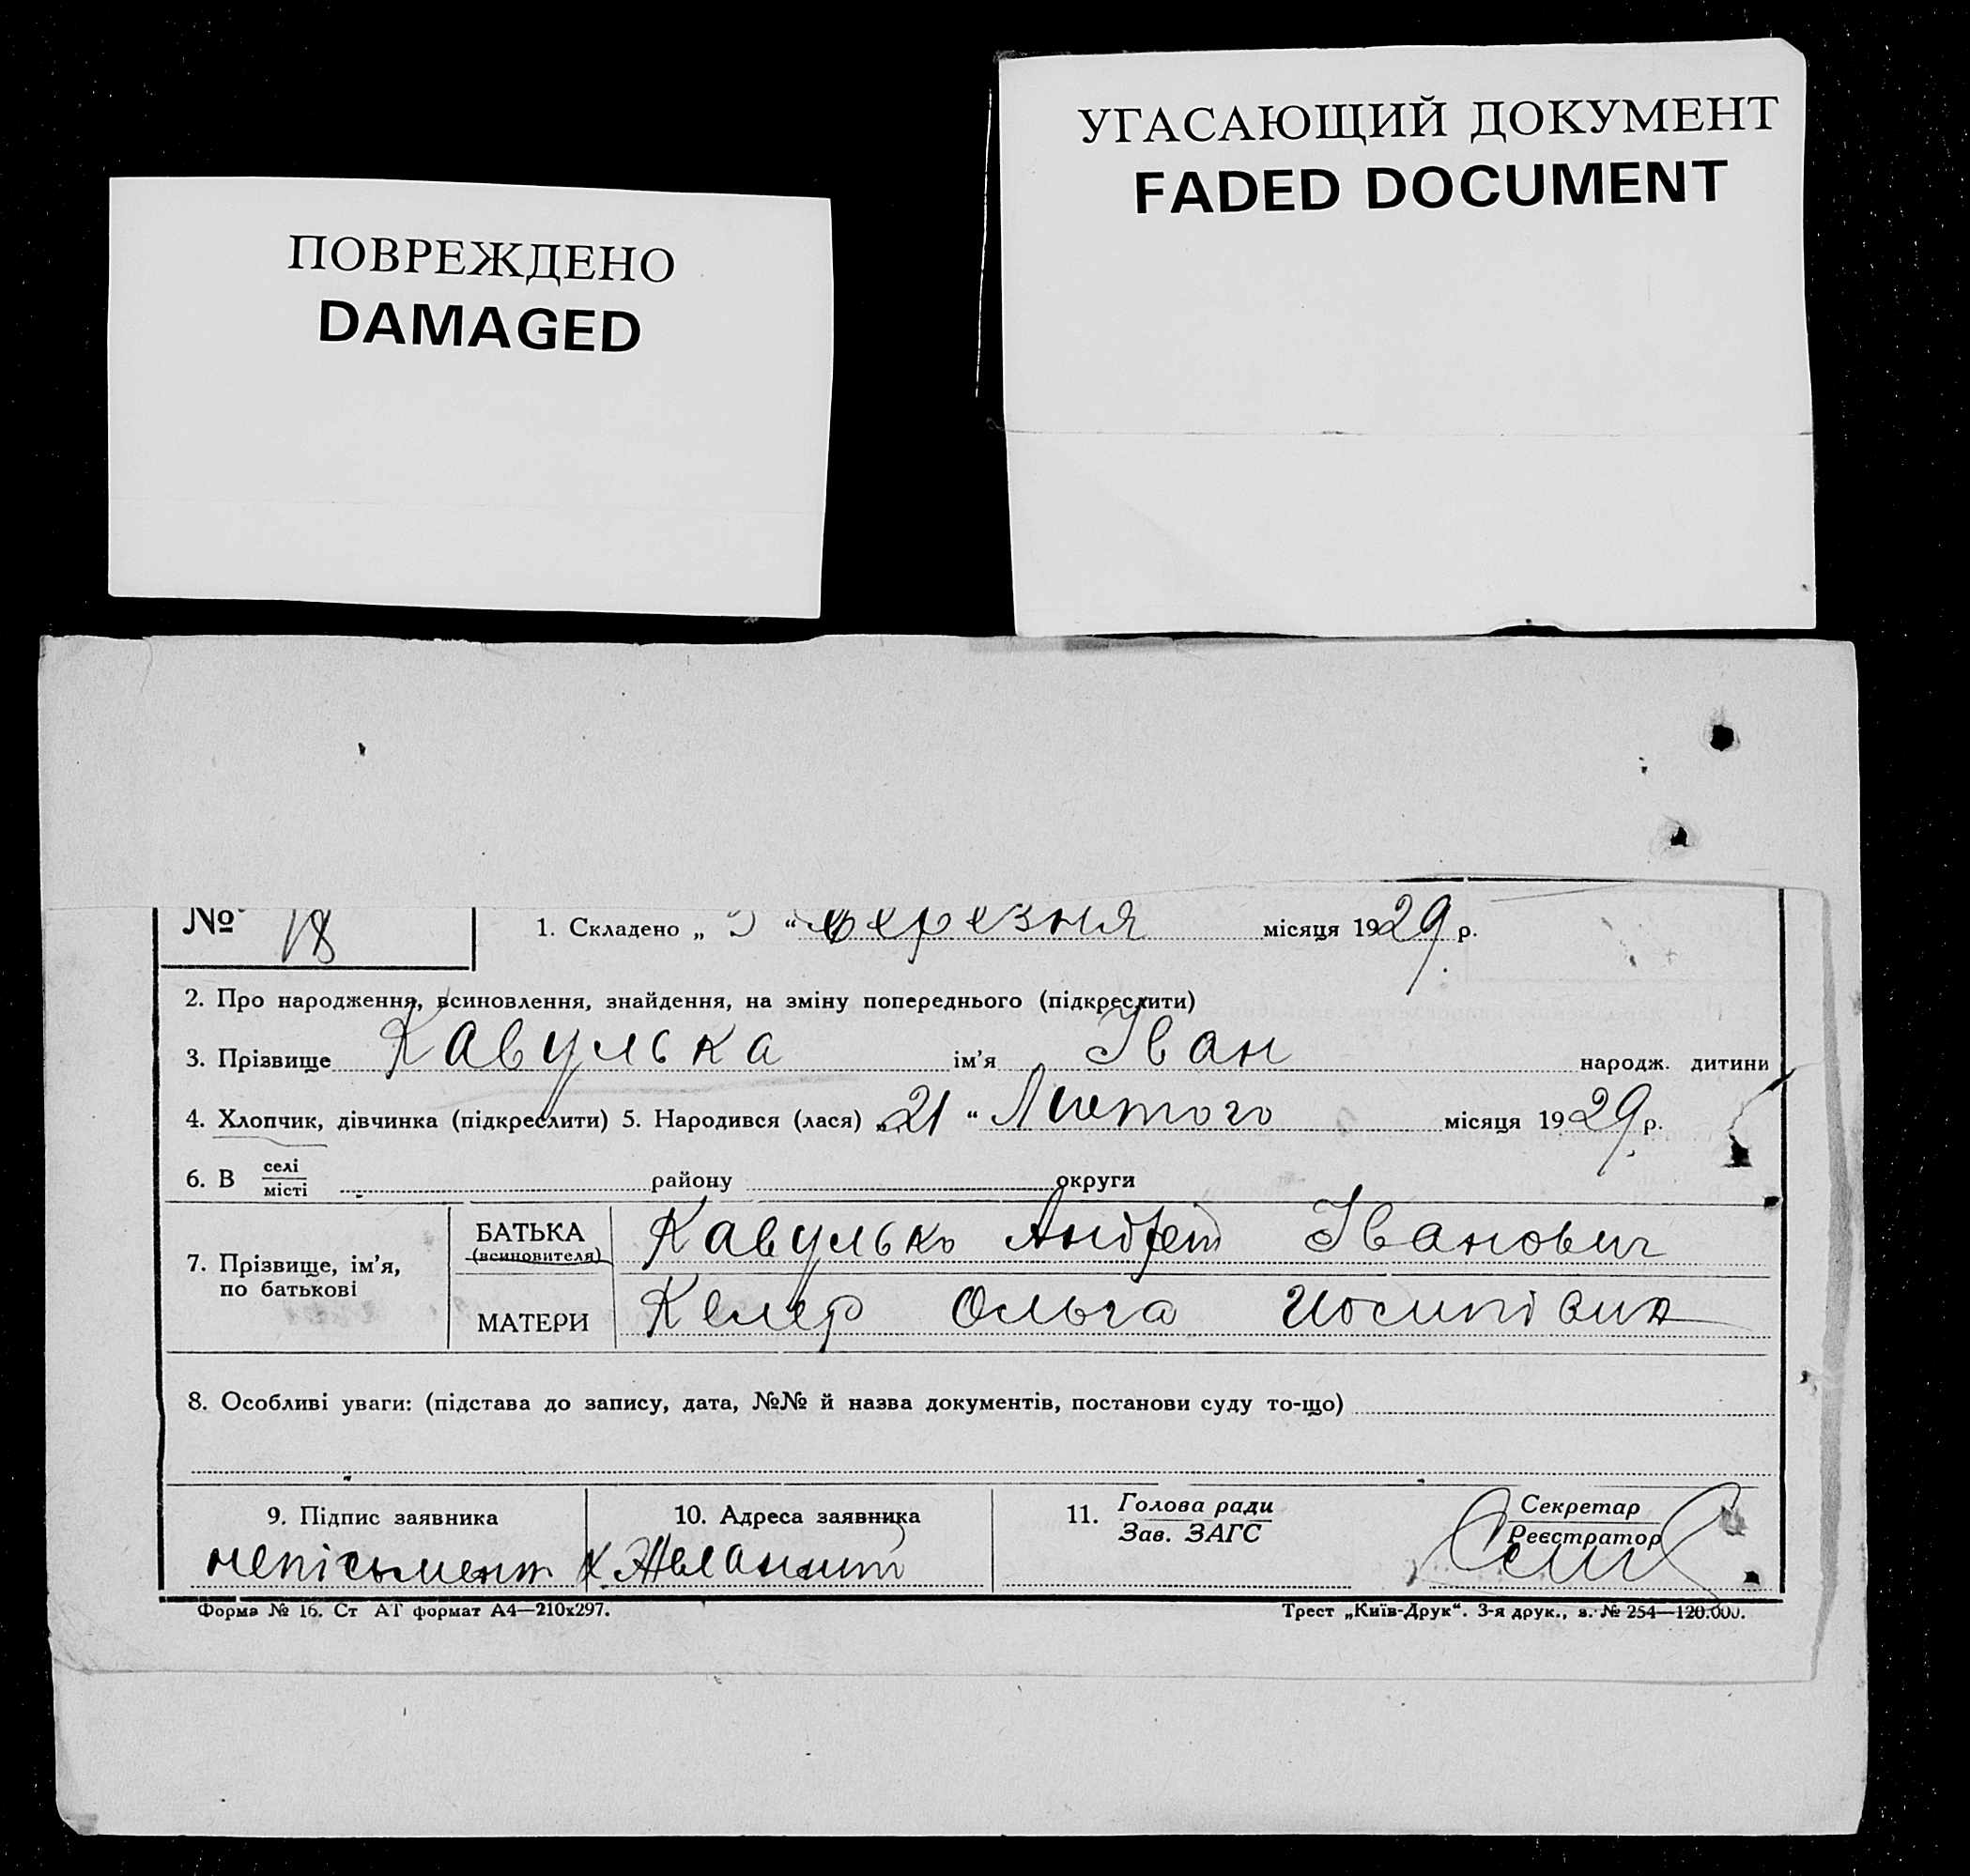 УГАСАЮЩИЙ ДОКУМЕНТ
FADED DOCUMENT
ПОВРЕЖДЕНО
DAMAGED
№ 18
1. Складено „ “ березня місяця 1929 р.
2. Про народження, всиновлення, знайдення, на зміну попереднього (підкреслити)
3. Прізвище Кавулька ім'я Іван народж. дитини
4. Хлопчик, дівчинка (підкреслити) 5. Народився (лася) „21“ Лютого місяця 1929 р.
6. В селі/місті району округи
7. Прізвище, ім'я, по батькові
БАТЬКА (всиновителя) Кавулько Андрей Іванович
МАТЕРИ Келер Ольга Иосипівна
8. Особливі уваги: (підстава до запису, дата, №№ й назва документів, постанови суду то-що)
9. Підпис заявника
непісьмент
10. Адреса заявника
х Желанний
11. Голова ради
Зав. ЗАГС
Секретар
Реєстратор
Форма № 16. Ст АТ формат А4—210х297.
Трест „Київ-Друк“. 3-я друк., з. № 254—120.000.